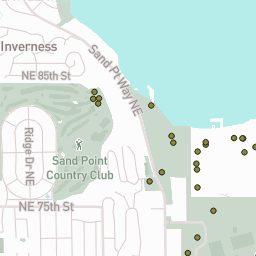 Inverness
Sand Pt Way NE
NE 85th St
Ridge Dr NE
Sand Point
Country Club
NE 75th St